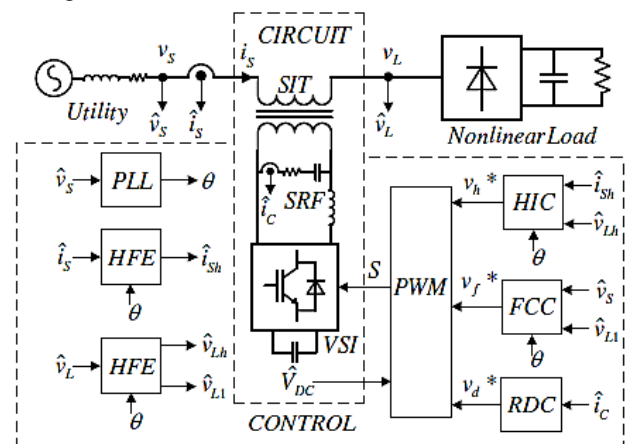 CIRCUIT
v_S
i_S
SIT
v_L
Utility
v̂_S
î_S
v̂_L
Nonlinear Load
v̂_S
PLL
θ
î_C
SRF
PWM
v_h *
HIC
î_Sh
v̂_Lh
θ
î_S
HFE
î_Sh
θ
S
v_f *
FCC
v̂_S
v̂_L1
θ
VSI
v̂_L
HFE
v̂_Lh
v̂_L1
θ
V̂_DC
v_d *
RDC
î_C
CONTROL